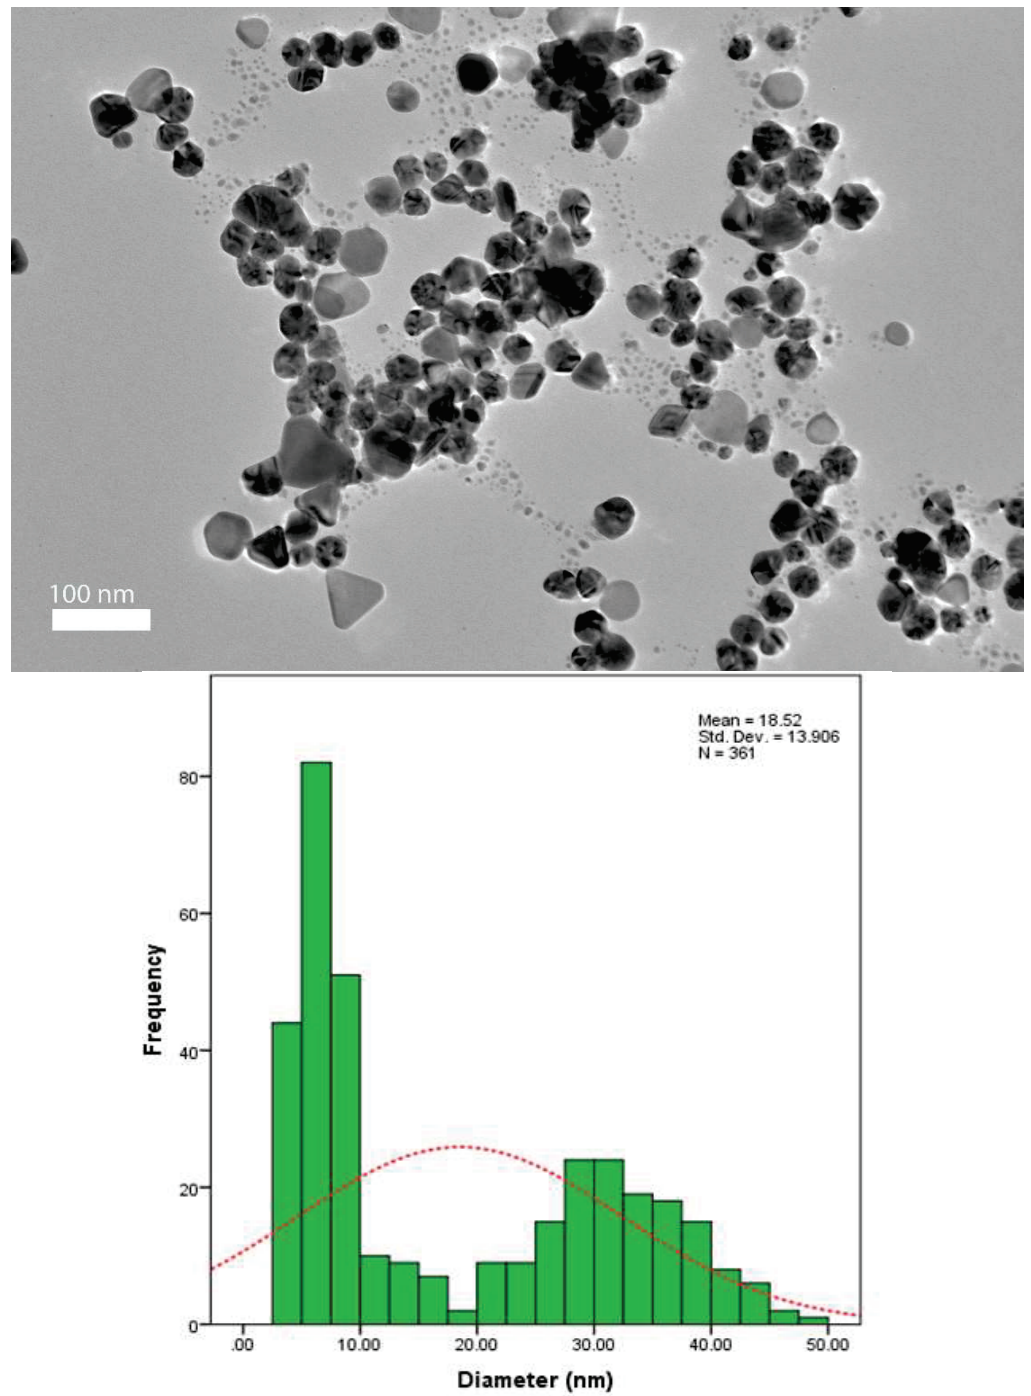 100 nm
Mean = 18.52
Std. Dev. = 13.906
N = 361
80
60
40
20
0
Frequency
.00 10.00 20.00 30.00 40.00 50.00
Diameter (nm)